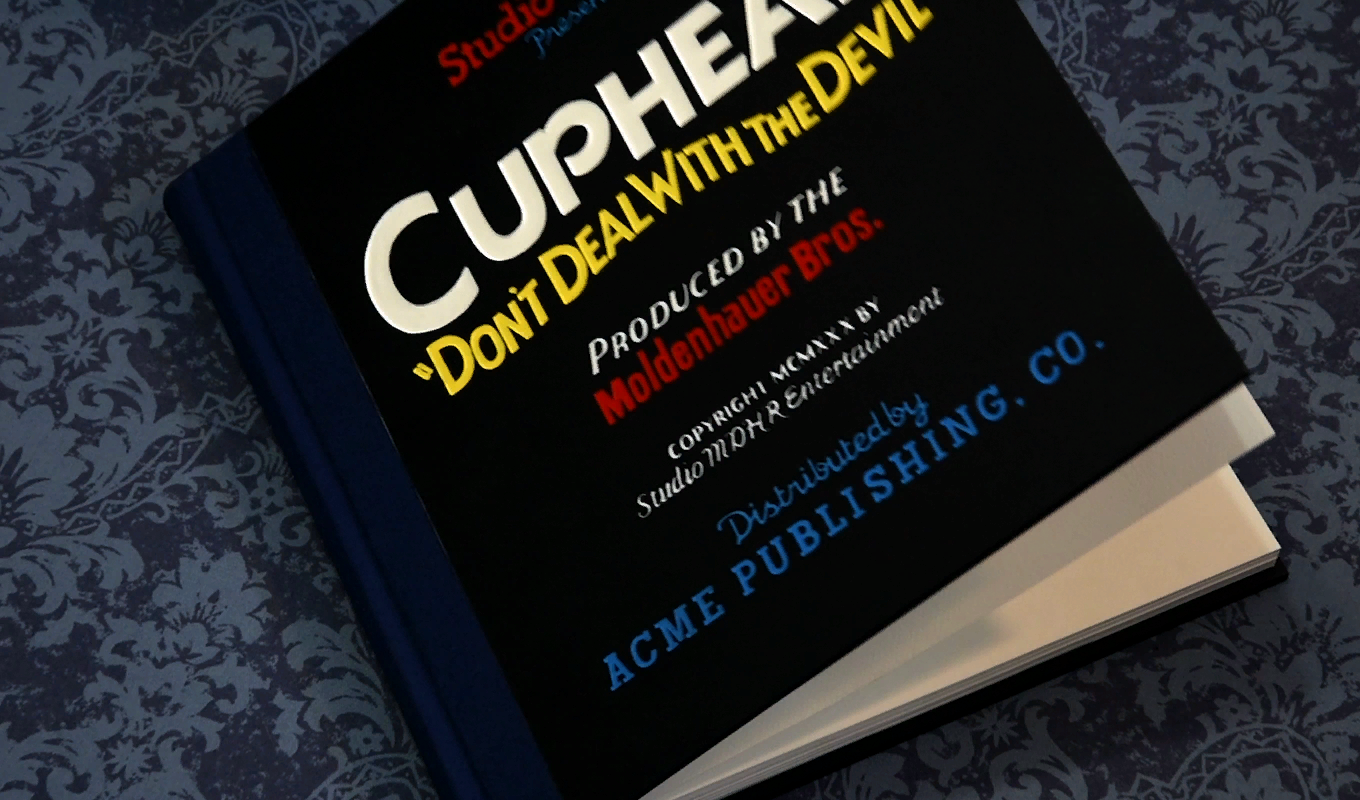 Studio
CUPHEA
"DON'T DEAL WITH THE DEVIL"
PRODUCED BY THE
Moldenhauer Bros.
COPYRIGHT MCMXXX BY
Studio MDHR Entertainment
Distributed by
ACME PUBLISHING. CO.